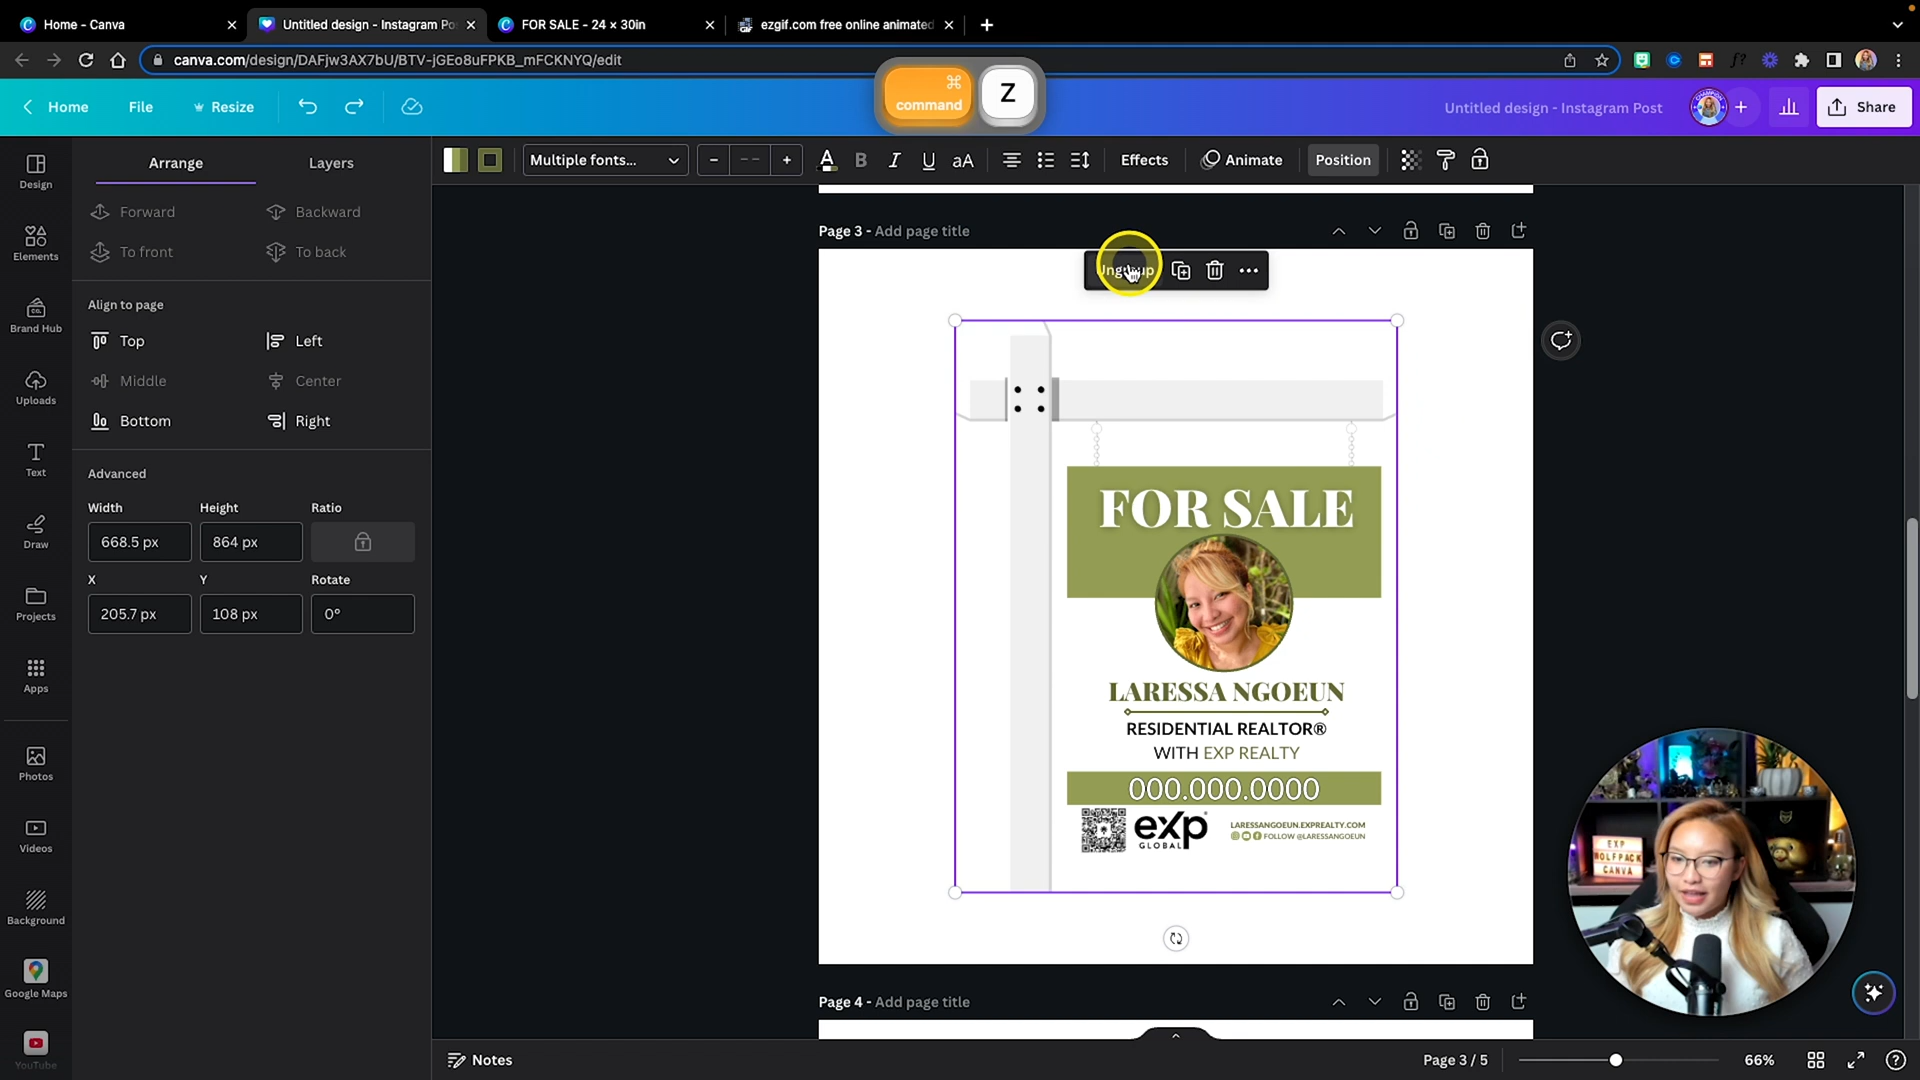 Home - Canva
Untitled design - Instagram Po
FOR SALE - 24 × 30in
ezgif.com free online animated
canva.com/design/DAFjw3AX7bU/BTV-jGEo8uFPKB_mFCKNYQ/edit
command
Z
Home
File
Resize
Untitled design - Instagram Post
Share
Arrange
Layers
Multiple fonts...
Effects
Animate
Position
Forward
Backward
To front
To back
Align to page
Top
Left
Middle
Center
Bottom
Right
Advanced
Width
Height
Ratio
668.5 px
864 px
X
Y
Rotate
205.7 px
108 px
0°
Design
Elements
Brand Hub
Uploads
Text
Draw
Projects
Apps
Photos
Videos
Background
Google Maps
YouTube
Page 3 - Add page title
Ungroup
FOR SALE
LARESSA NGOEUN
RESIDENTIAL REALTOR®
WITH EXP REALTY
000.000.0000
exp
GLOBAL
LARESSANGOEUN.EXPREALTY.COM
FOLLOW @LARESSANGOEUN
Page 4 - Add page title
EXP
WOLFPACK
CANVA
Notes
Page 3 / 5
66%